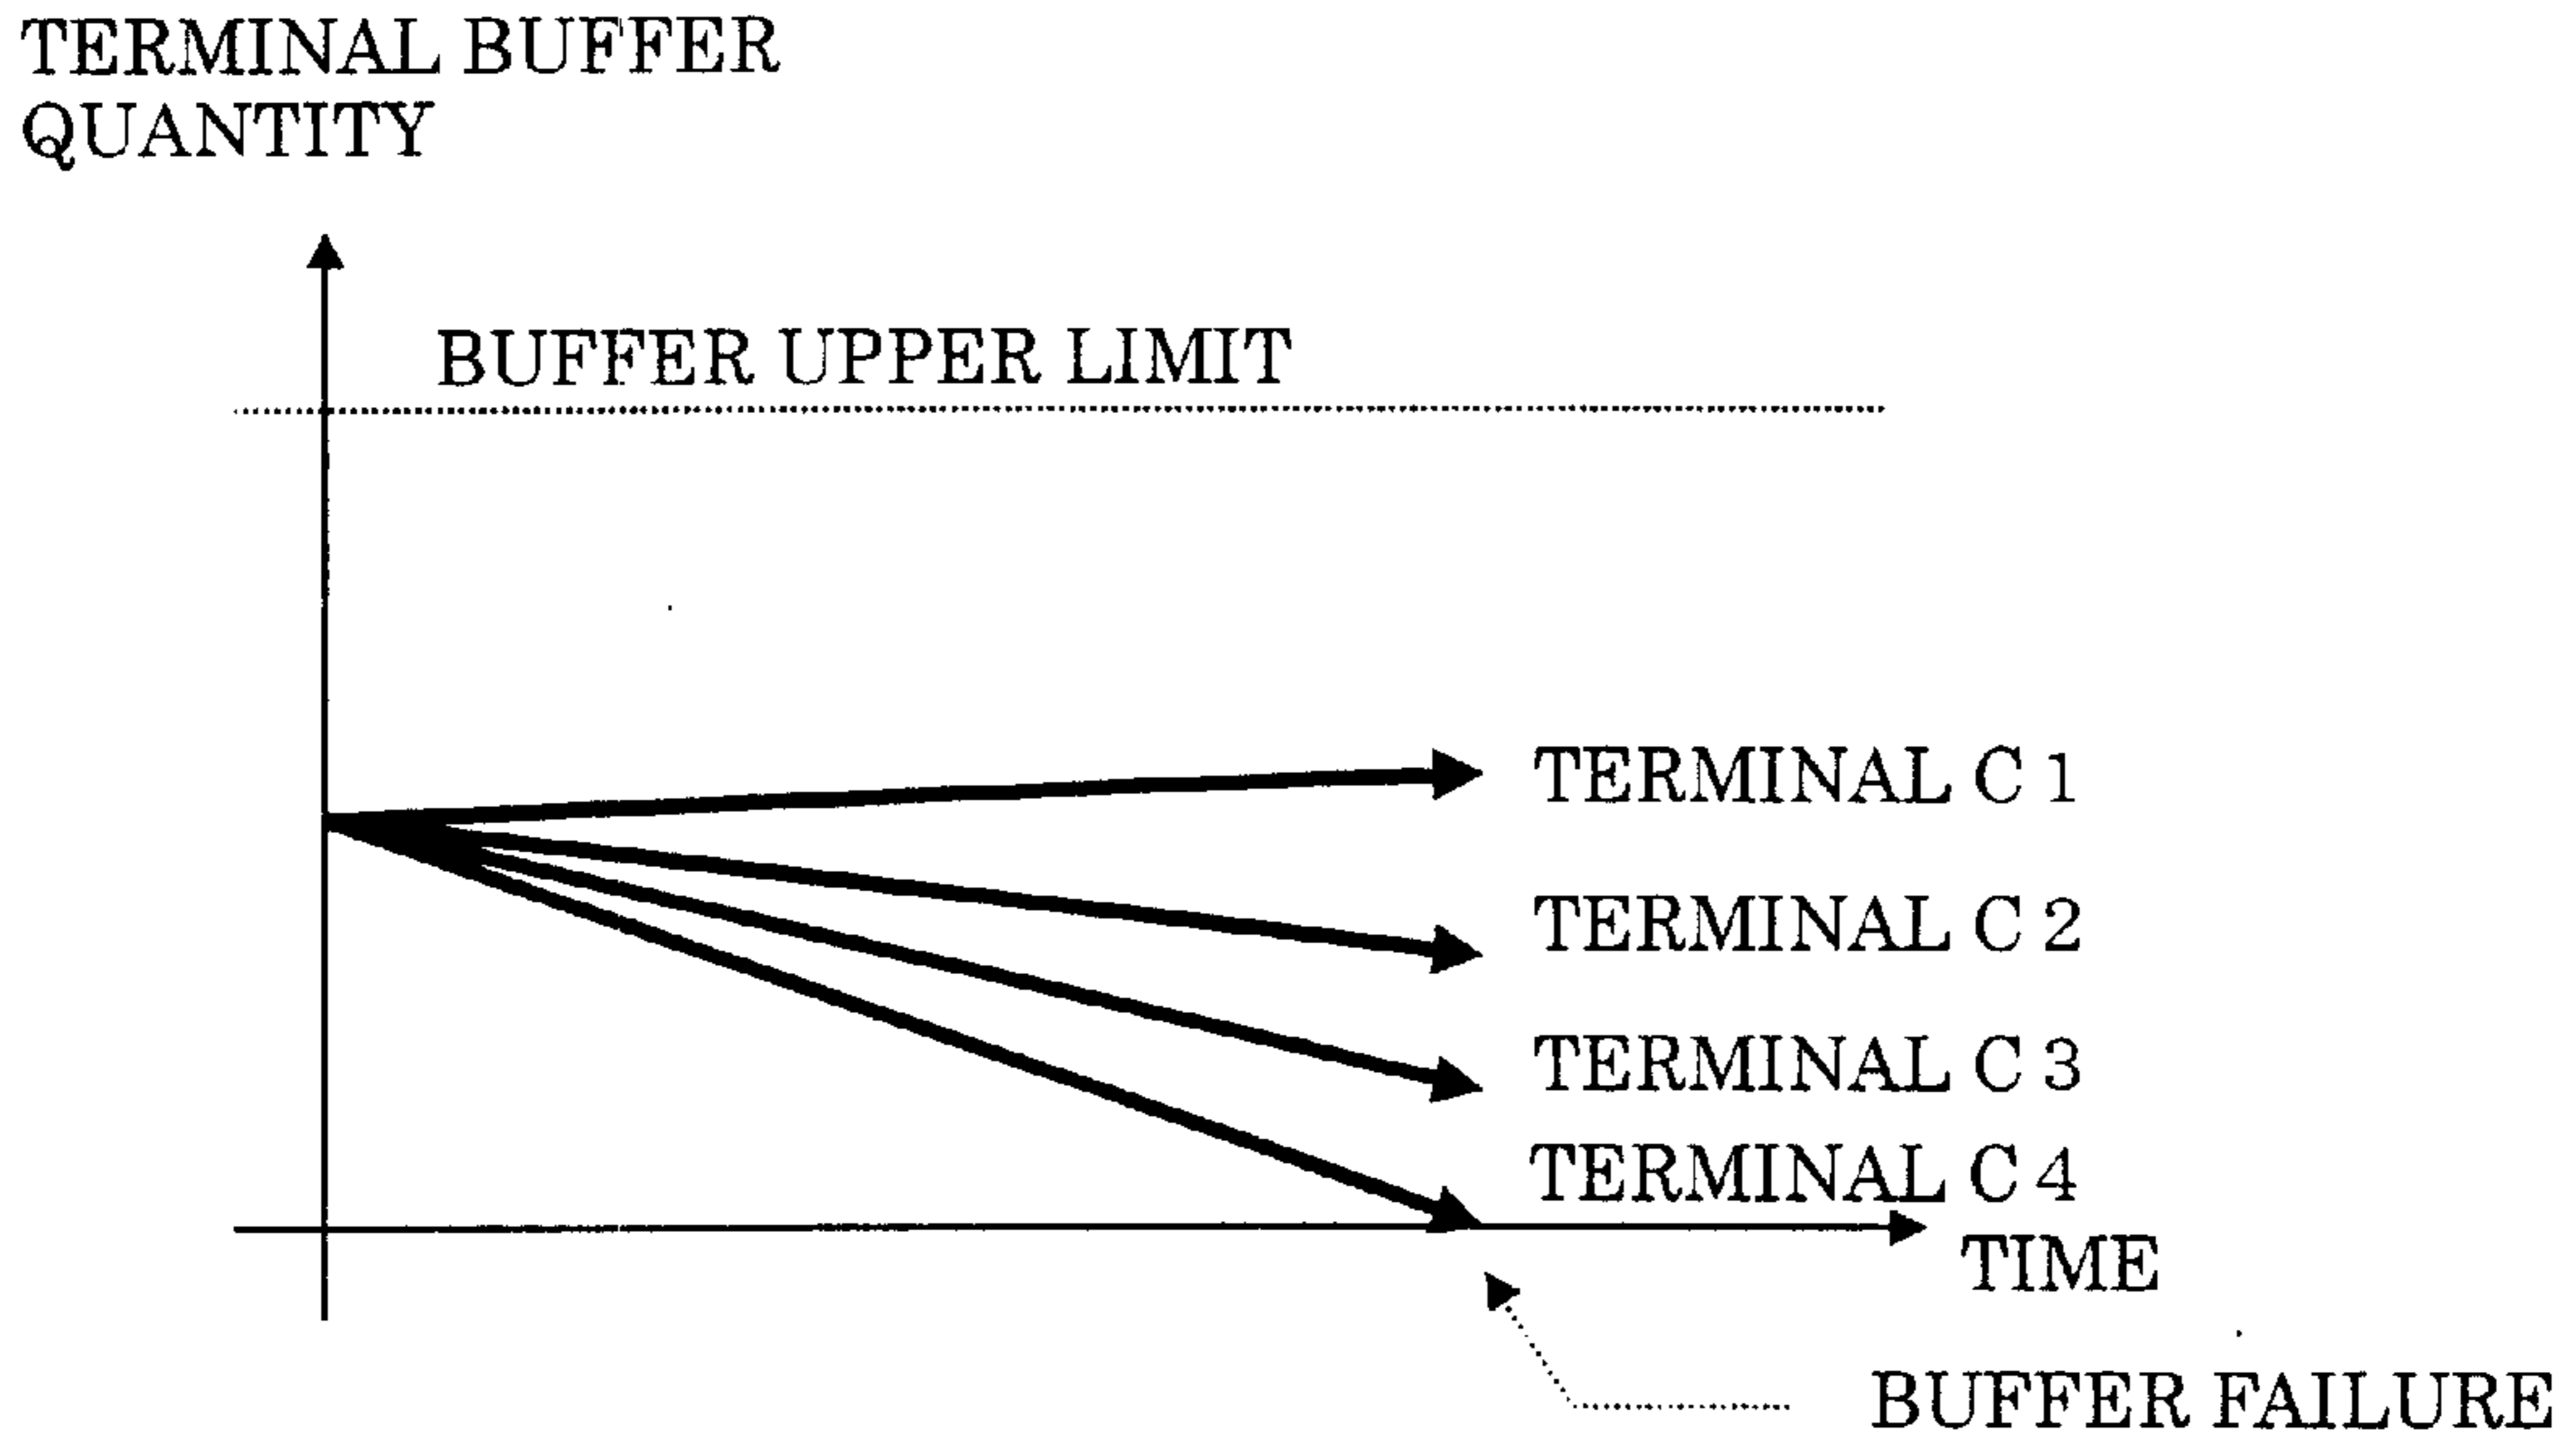 TERMINAL BUFFER
QUANTITY
BUFFER UPPER LIMIT
TERMINAL C 1
TERMINAL C 2
TERMINAL C 3
TERMINAL C 4
TIME
BUFFER FAILURE